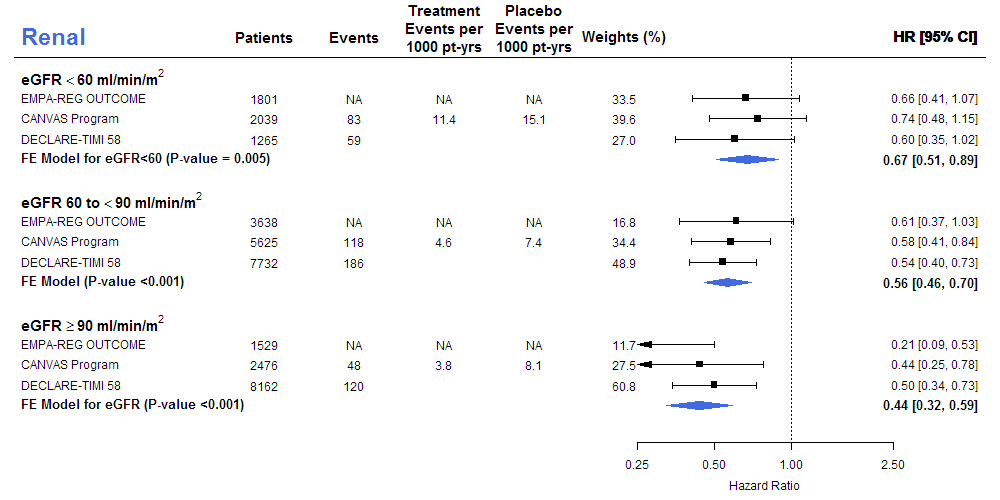 Renal Patients Events Treatment Events per 1000 pt-yrs Placebo Events per 1000 pt-yrs Weights (%) HR [95% CI]
eGFR < 60 ml/min/m²
EMPA-REG OUTCOME 1801 NA NA NA 33.5 0.66 [0.41, 1.07]
CANVAS Program 2039 83 11.4 15.1 39.6 0.74 [0.48, 1.15]
DECLARE-TIMI 58 1265 59 27.0 0.60 [0.35, 1.02]
FE Model for eGFR<60 (P-value = 0.005) 0.67 [0.51, 0.89]
eGFR 60 to < 90 ml/min/m²
EMPA-REG OUTCOME 3638 NA NA NA 16.8 0.61 [0.37, 1.03]
CANVAS Program 5625 118 4.6 7.4 34.4 0.58 [0.41, 0.84]
DECLARE-TIMI 58 7732 186 48.9 0.54 [0.40, 0.73]
FE Model (P-value <0.001) 0.56 [0.46, 0.70]
eGFR ≥ 90 ml/min/m²
EMPA-REG OUTCOME 1529 NA NA NA 11.7 0.21 [0.09, 0.53]
CANVAS Program 2476 48 3.8 8.1 27.5 0.44 [0.25, 0.78]
DECLARE-TIMI 58 8162 120 60.8 0.50 [0.34, 0.73]
FE Model for eGFR (P-value <0.001) 0.44 [0.32, 0.59]
0.25 0.50 1.00 2.50
Hazard Ratio